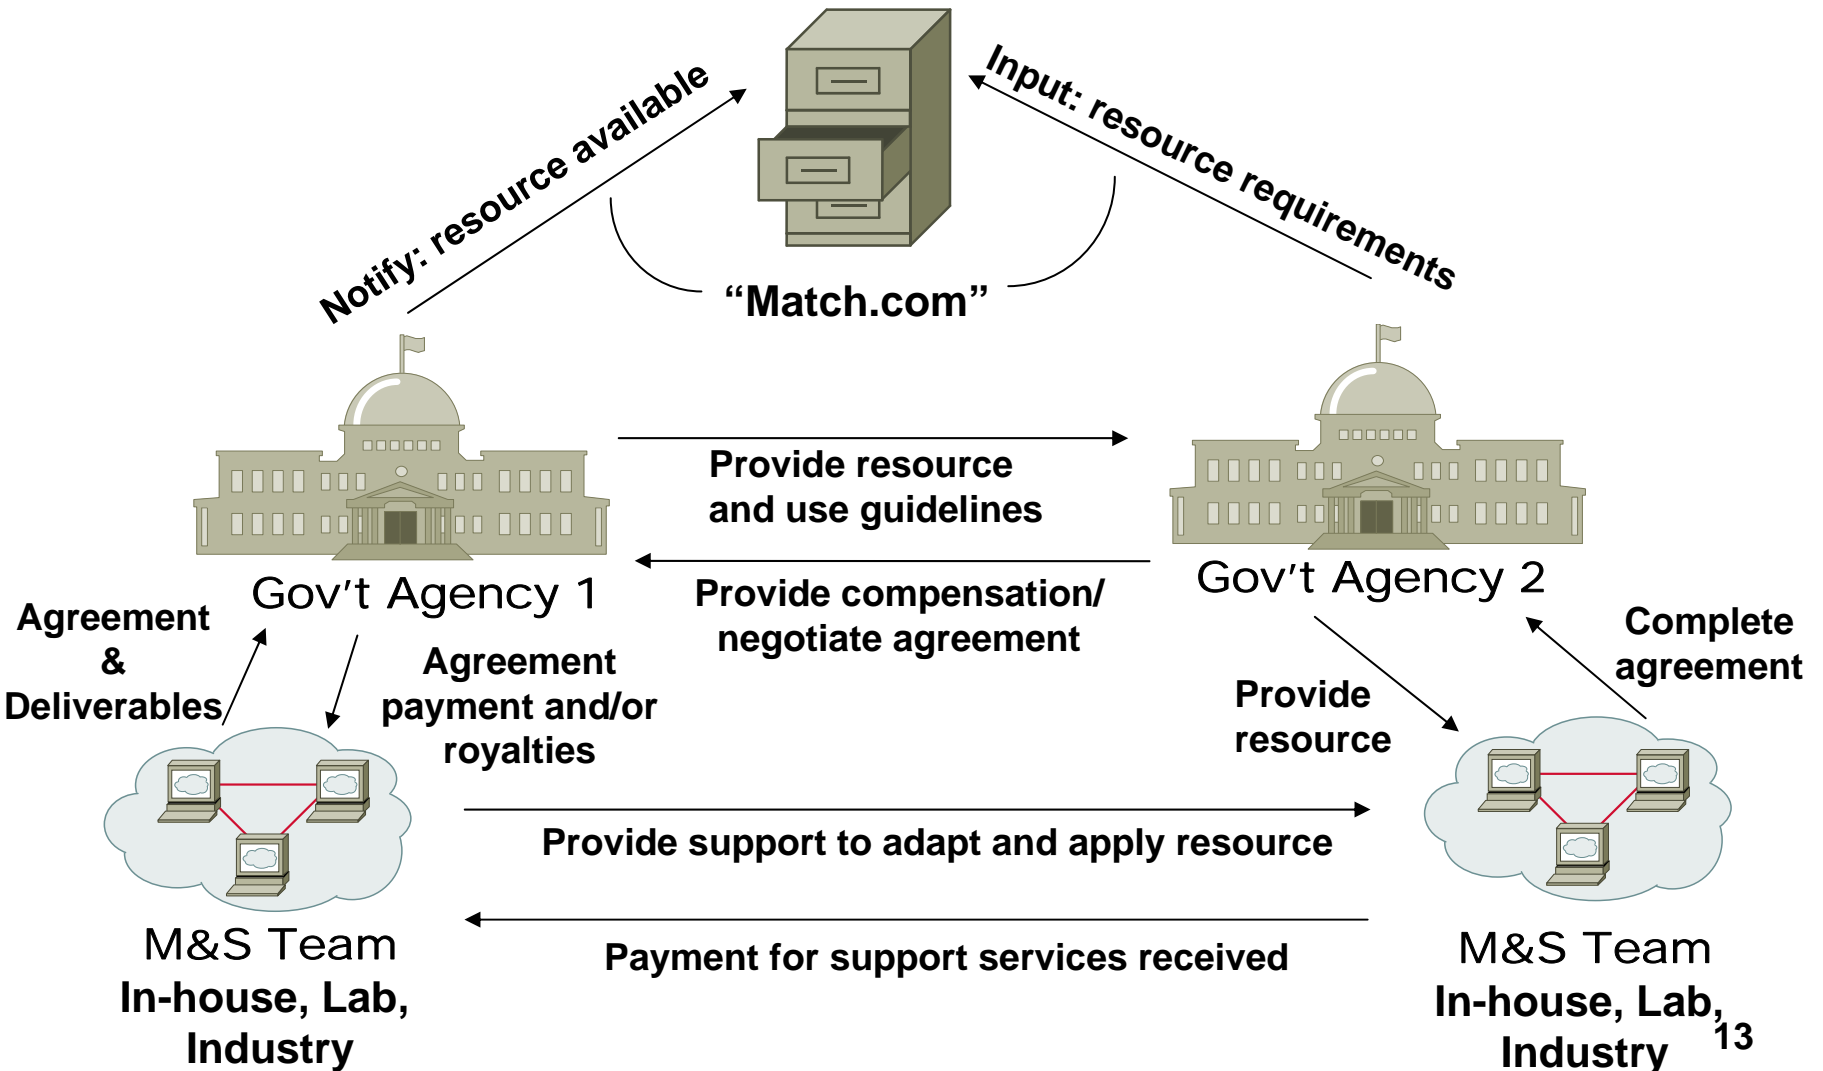 Notify: resource available
Input: resource requirements
“Match.com”
Provide resource
and use guidelines
Gov't Agency 1
Gov't Agency 2
Provide compensation/
negotiate agreement
Agreement
&
Deliverables
Agreement
payment and/or
royalties
Provide
resource
Complete
agreement
Provide support to adapt and apply resource
Payment for support services received
M&S Team
In-house, Lab,
Industry
M&S Team
In-house, Lab,
Industry
13